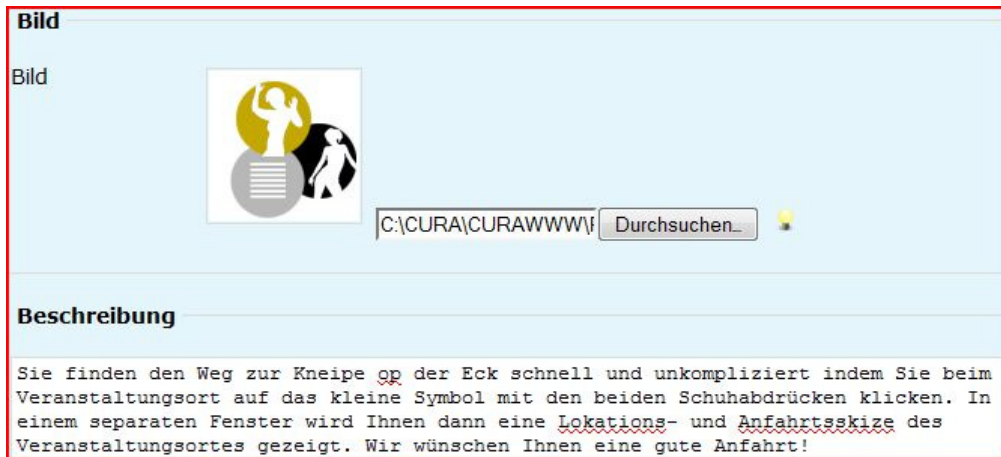 Bild
Bild
C:\CURA\CURAWWW\
Durchsuchen...
Beschreibung
Sie finden den Weg zur Kneipe op der Eck schnell und unkompliziert indem Sie beim
Veranstaltungsort auf das kleine Symbol mit den beiden Schuhabdrücken klicken. In
einem separaten Fenster wird Ihnen dann eine Lokations- und Anfahrtsskize des
Veranstaltungsortes gezeigt. Wir wünschen Ihnen eine gute Anfahrt!